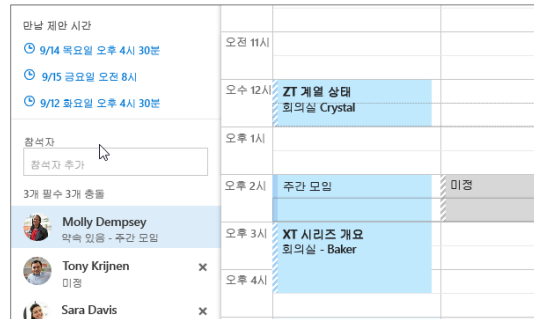 만남 제안 시간
9/14 목요일 오후 4시 30분
9/15 금요일 오전 8시
9/12 화요일 오후 4시 30분
참석자
참석자 추가
3개 필수 3개 충돌
Molly Dempsey
약속 있음 - 주간 모임
Tony Krijnen
미정
Sara Davis
오전 11시
오수 12시
ZT 계열 상태
회의실 Crystal
오후 1시
오후 2시
주간 모임
미정
오후 3시
XT 시리즈 개요
회의실 - Baker
오후 4시